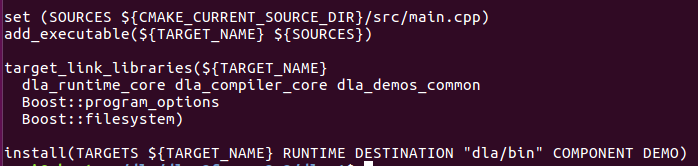 set (SOURCES ${CMAKE_CURRENT_SOURCE_DIR}/src/main.cpp)
add_executable(${TARGET_NAME} ${SOURCES})
target_link_libraries(${TARGET_NAME}
dla_runtime_core dla_compiler_core dla_demos_common
Boost::program_options
Boost::filesystem)
install(TARGETS ${TARGET_NAME} RUNTIME DESTINATION "dla/bin" COMPONENT DEMO)